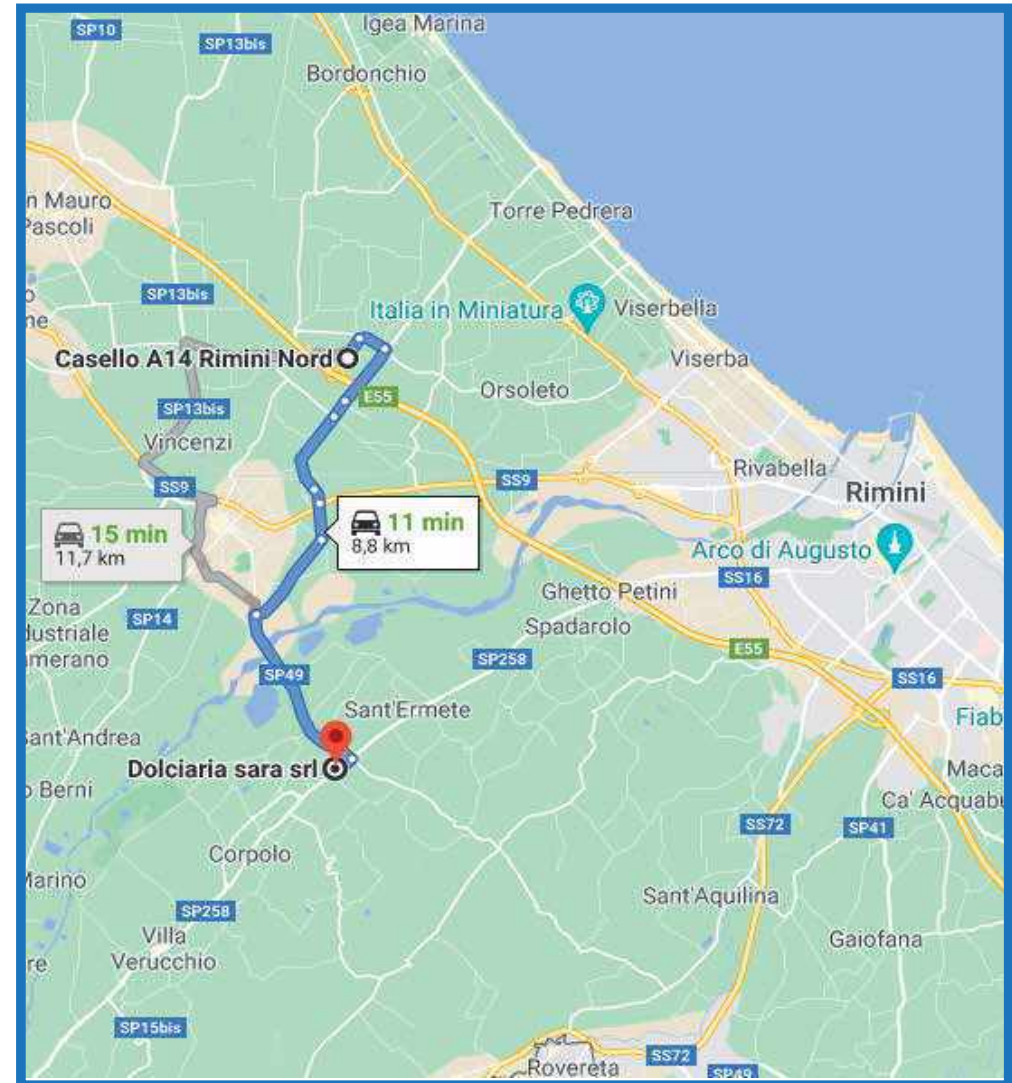 Igea Marina
SP10
SP13bis
Bordonchio
n Mauro
Pascoli
Torre Pedrera
SP13bis
Italia in Miniatura
Viserbella
ne
Casello A14 Rimini Nord
Viserba
E55
Orsoleto
SP13bis
Vincenzi
Rivabella
SS9
SS9
Rimini
15 min
11,7 km
11 min
8,8 km
Arco di Augusto
SS16
Ghetto Petini
Zona
dustriale
amerano
SP14
Spadarolo
E55
SP258
SP49
SS16
Sant'Ermete
Fiab
Sant'Andrea
Dolciaria sara srl
Maca
o Berni
Ca' Acquabu
SS72
SP41
Corpolo
Marino
Sant'Aquilina
SP258
Villa
Verucchio
Gaiofana
re
SP15bis
SS72
Rovereta
SP49